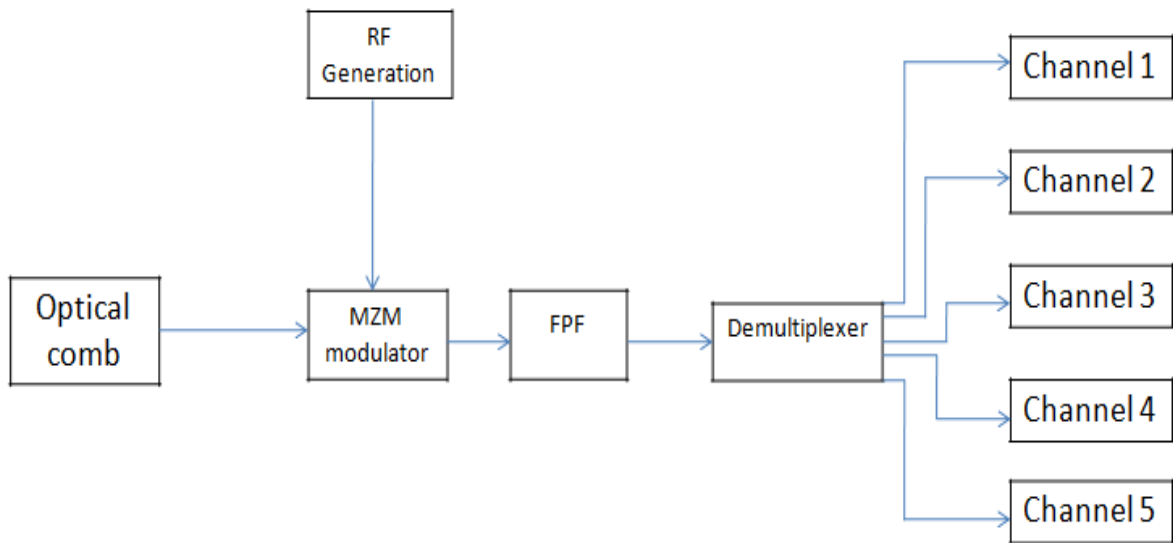 RF
Generation
Optical
comb
MZM
modulator
FPF
Demultiplexer
Channel 1
Channel 2
Channel 3
Channel 4
Channel 5